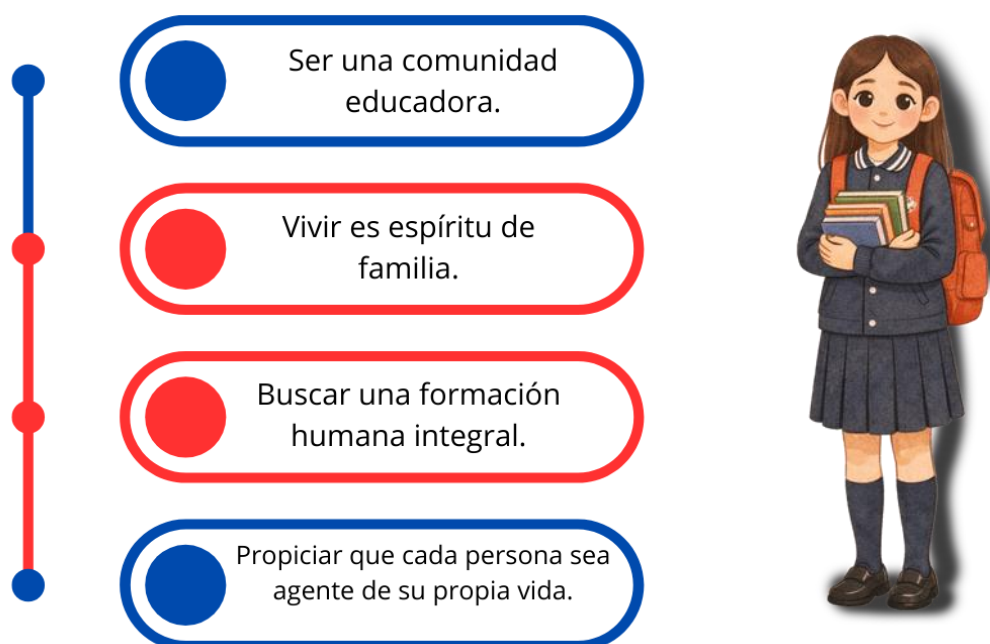 Ser una comunidad
educadora.
Vivir es espíritu de
familia.
Buscar una formación
humana integral.
Propiciar que cada persona sea
agente de su propia vida.